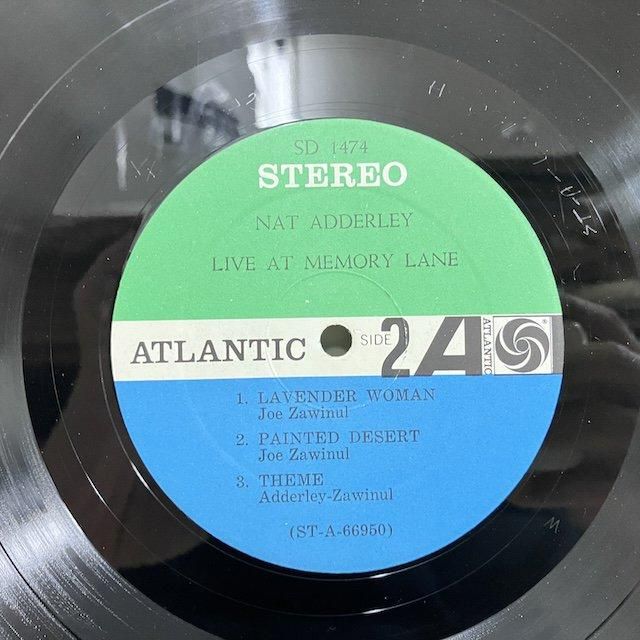 SD 1474
STEREO
NAT ADDERLEY
LIVE AT MEMORY LANE
ATLANTIC SIDE 2 A ATLANTIC
1. LAVENDER WOMAN
Joe Zawinul
2. PAINTED DESERT
Joe Zawinul
3. THEME
Adderley-Zawinul
(ST-A-66950)